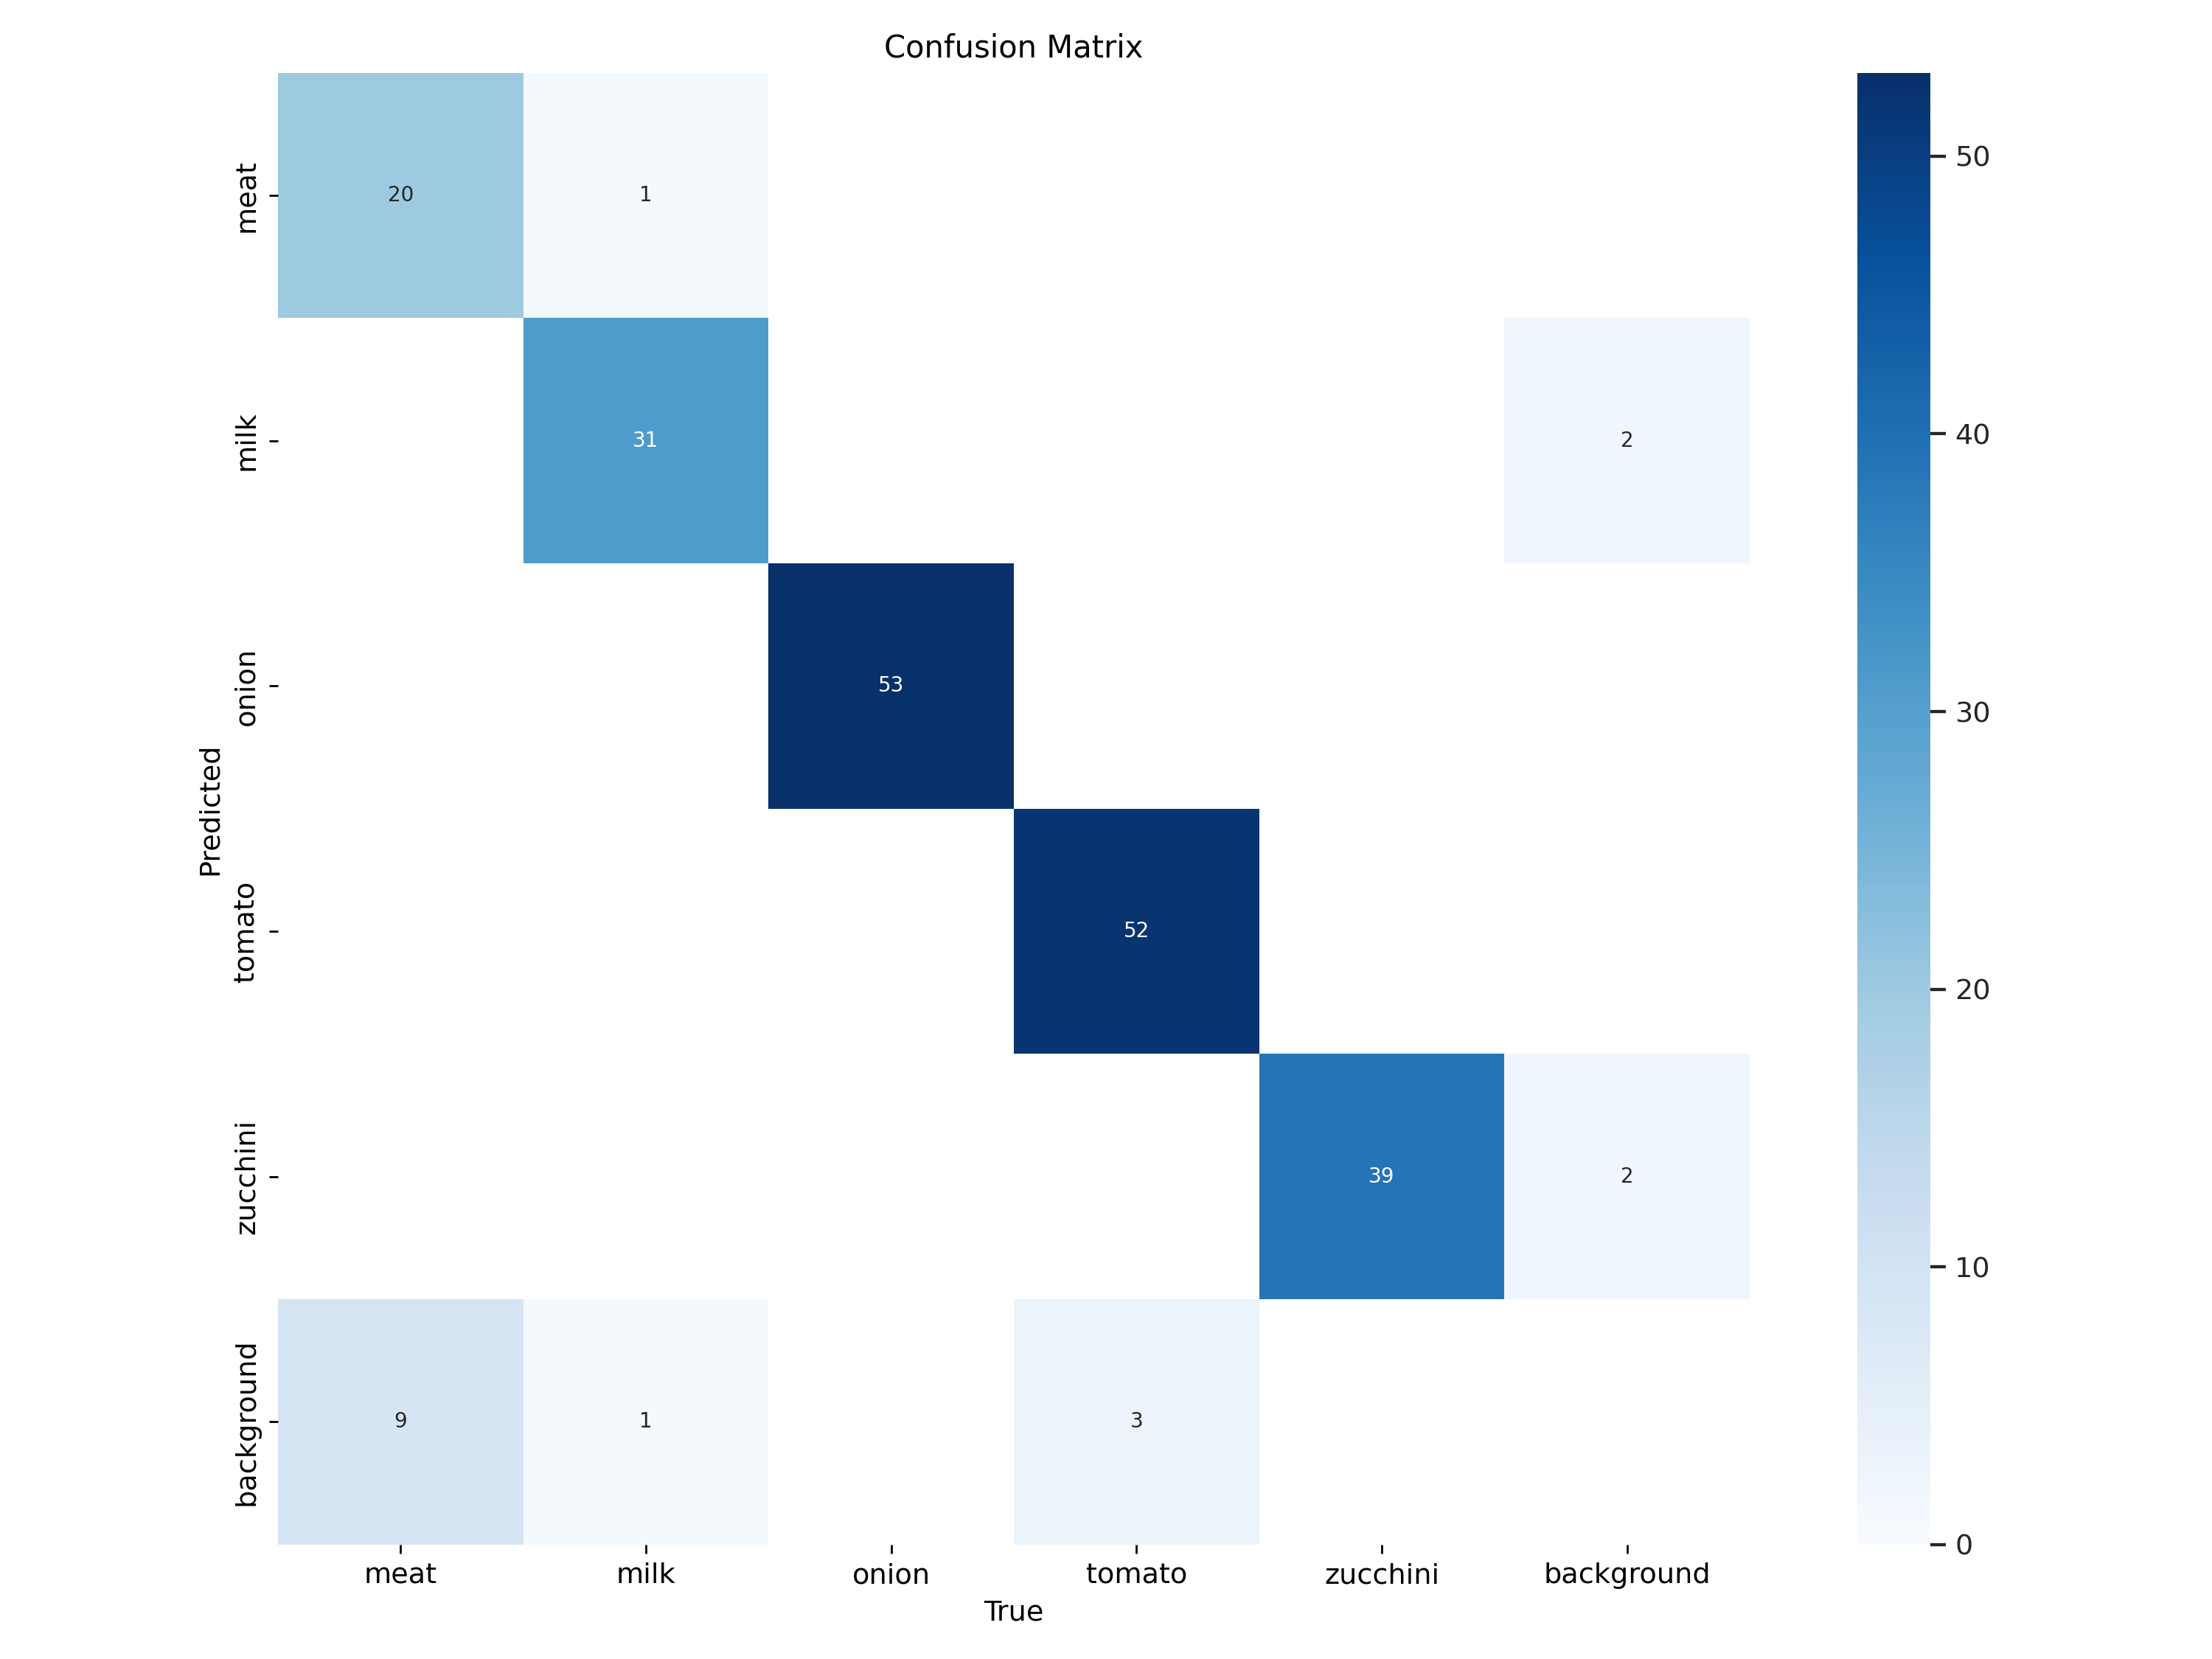 Confusion Matrix
meat
20
1
milk
31
2
onion
53
Predicted
tomato
52
zucchini
39
2
background
9
1
3
meat
milk
onion
tomato
zucchini
background
True
50
40
30
20
10
0